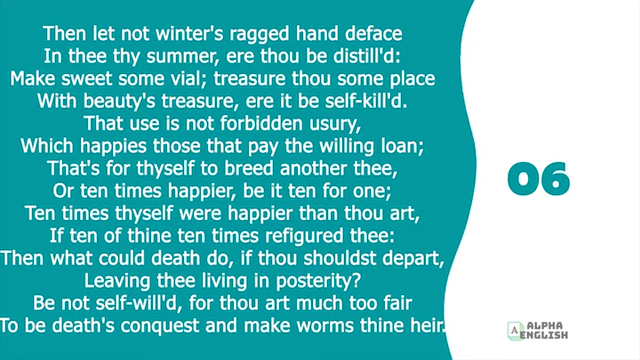 Then let not winter's ragged hand deface
In thee thy summer, ere thou be distill'd:
Make sweet some vial; treasure thou some place
With beauty's treasure, ere it be self-kill'd.
That use is not forbidden usury,
Which happies those that pay the willing loan;
That's for thyself to breed another thee,
Or ten times happier, be it ten for one;
Ten times thyself were happier than thou art,
If ten of thine ten times refigured thee:
Then what could death do, if thou shouldst depart,
Leaving thee living in posterity?
Be not self-will'd, for thou art much too fair
To be death's conquest and make worms thine heir.
06
A
ALPHA
ENGLISH